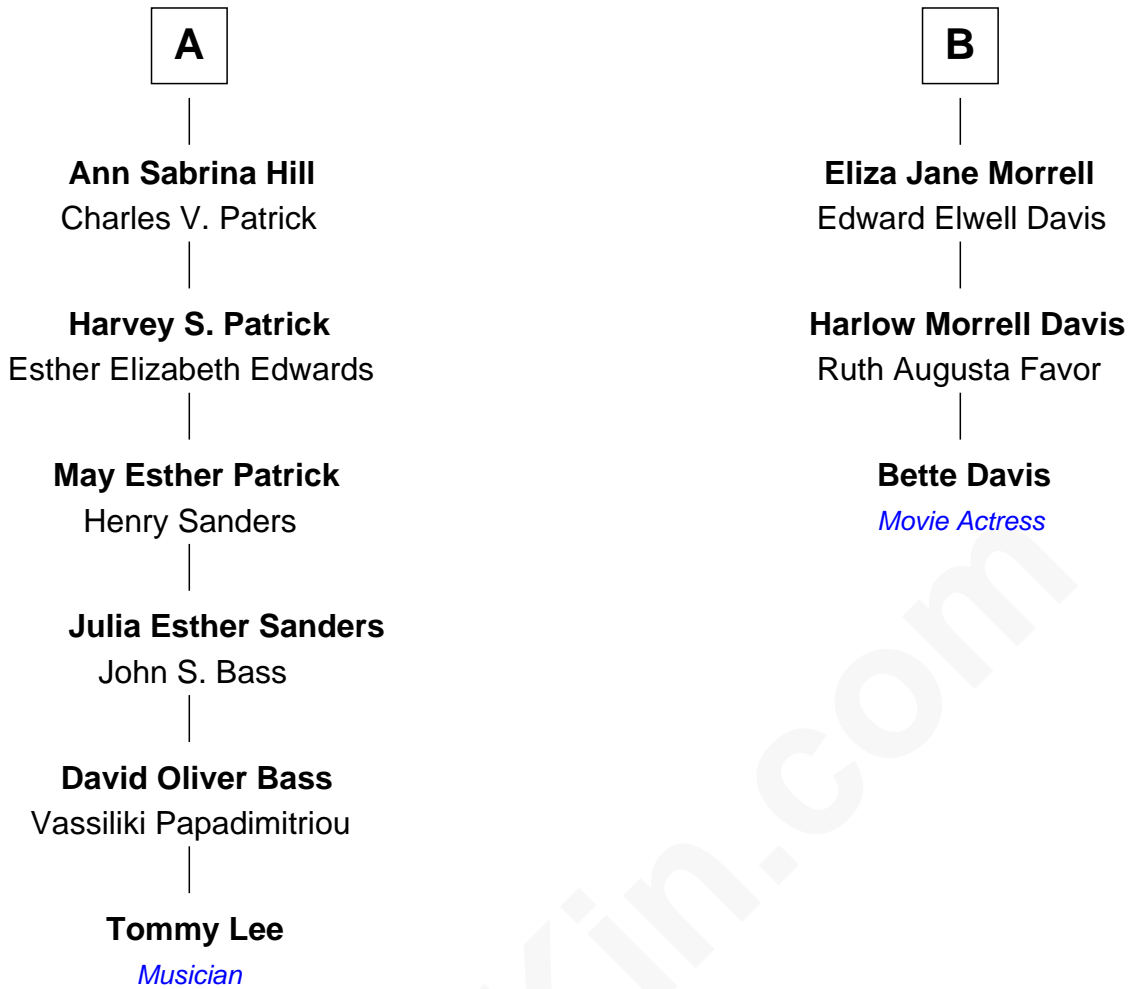 A
Ann Sabrina Hill
Charles V. Patrick
Harvey S. Patrick
Esther Elizabeth Edwards
May Esther Patrick
Henry Sanders
Julia Esther Sanders
John S. Bass
David Oliver Bass
Vassiliki Papadimitriou
Tommy Lee
Musician
B
Eliza Jane Morrell
Edward Elwell Davis
Harlow Morrell Davis
Ruth Augusta Favor
Bette Davis
Movie Actress
Kin.com